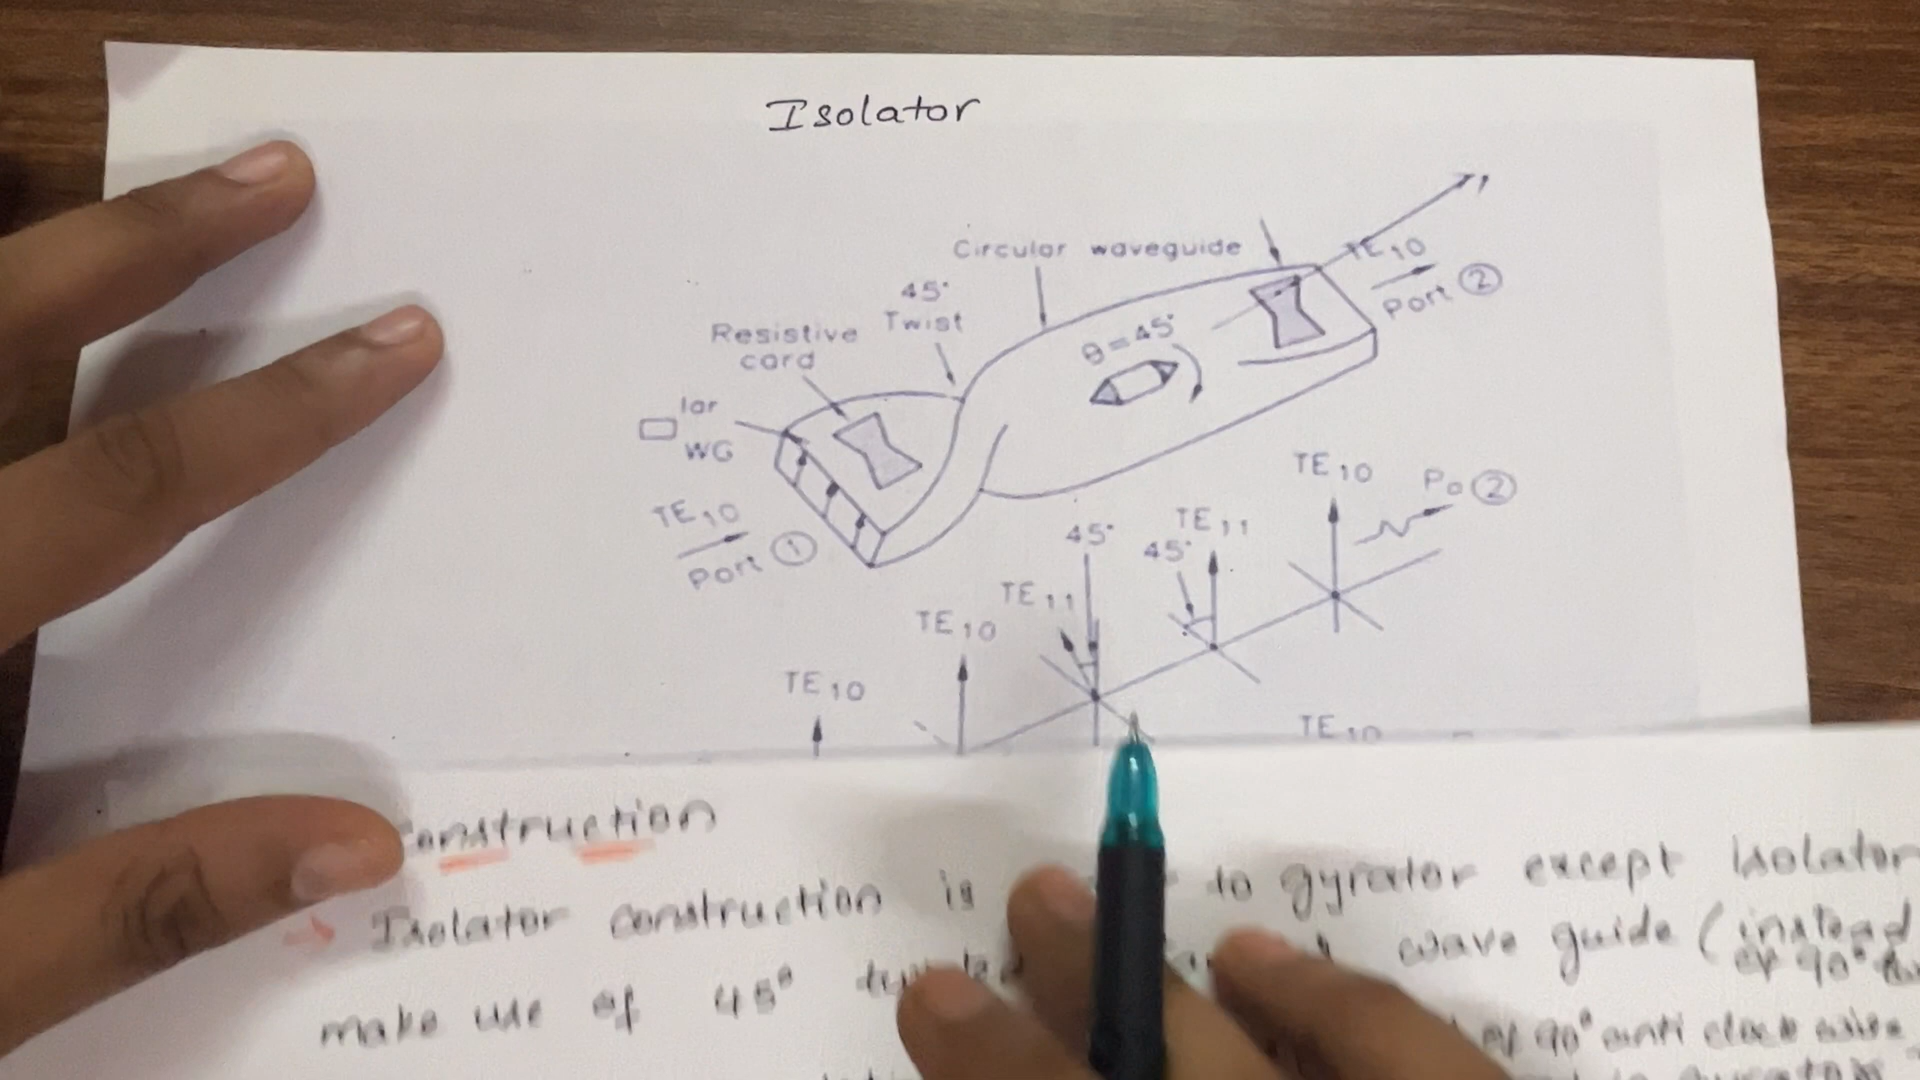 Isolator
Circular waveguide
45°
Twist
Resistive
card
lar
WG
TE10
Port ①
θ = 45°
TE10
Port ②
TE10
TE10
TE11
45°
45°
TE11
TE10
Po ②
TE10
Construction
→ Isolator construction is to gyrator except isolator
make use of 45° wave guide (instead
of 90°
of 90° anti clock wise